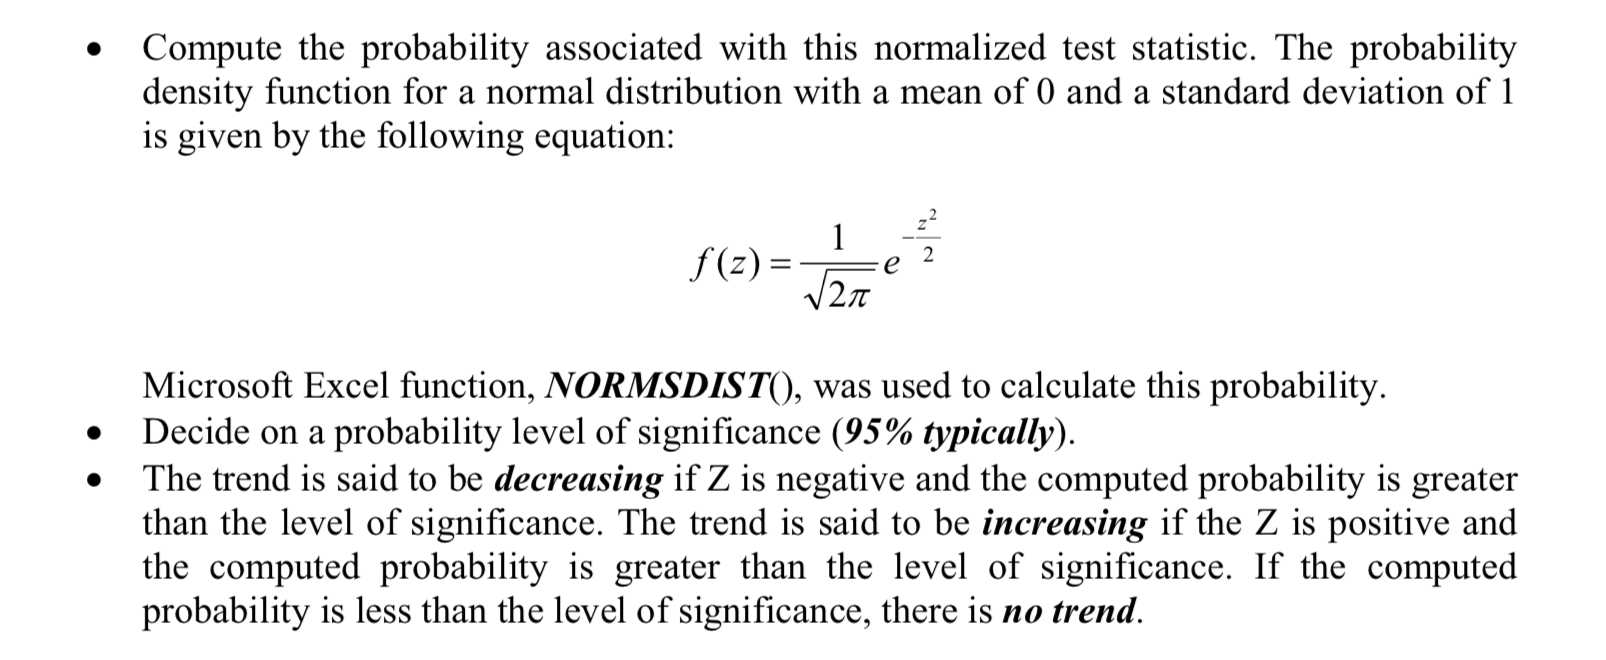 • Compute the probability associated with this normalized test statistic. The probability
density function for a normal distribution with a mean of 0 and a standard deviation of 1
is given by the following equation:
f(z) = \frac{1}{\sqrt{2π}} e^{-\frac{z^2}{2}}
Microsoft Excel function, NORMSDIST(), was used to calculate this probability.
• Decide on a probability level of significance (95% typically).
• The trend is said to be decreasing if Z is negative and the computed probability is greater
than the level of significance. The trend is said to be increasing if the Z is positive and
the computed probability is greater than the level of significance. If the computed
probability is less than the level of significance, there is no trend.